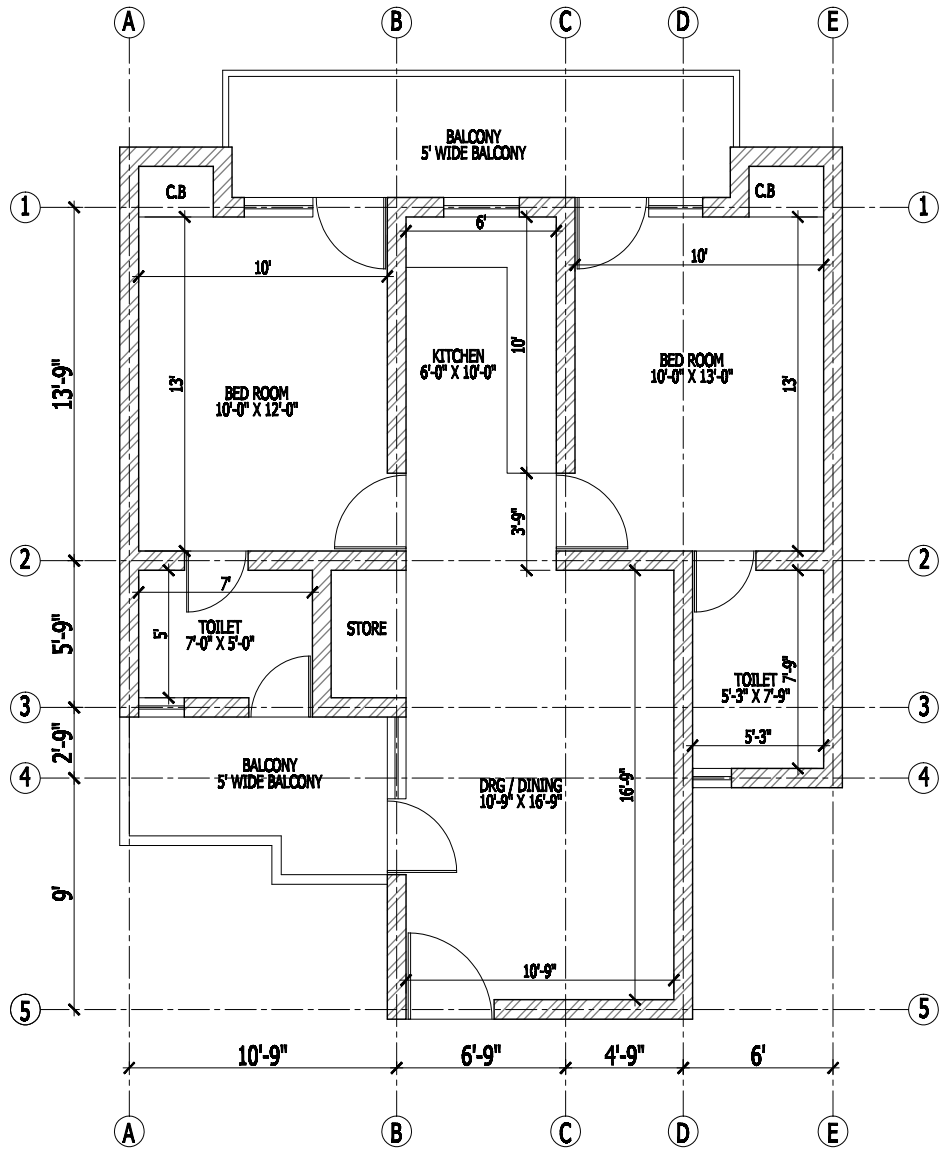 A B C D E
BALCONY
5' WIDE BALCONY
C.B
C.B
1
1
6'
10'
10'
13'-9"
13'
10'
13'
KITCHEN
6'-0" X 10'-0"
BED ROOM
10'-0" X 13'-0"
BED ROOM
10'-0" X 12'-0"
3'-9"
2
2
7'
5'-9"
5'
TOILET
7'-0" X 5'-0"
STORE
TOILET
5'-3" X 7'-9"
7'-9"
3
3
2'-9"
5'-3"
BALCONY
5' WIDE BALCONY
4
4
DRG / DINING
10'-9" X 16'-9"
16'-9"
9'
10'-9"
5
5
10'-9" 6'-9" 4'-9" 6'
A B C D E